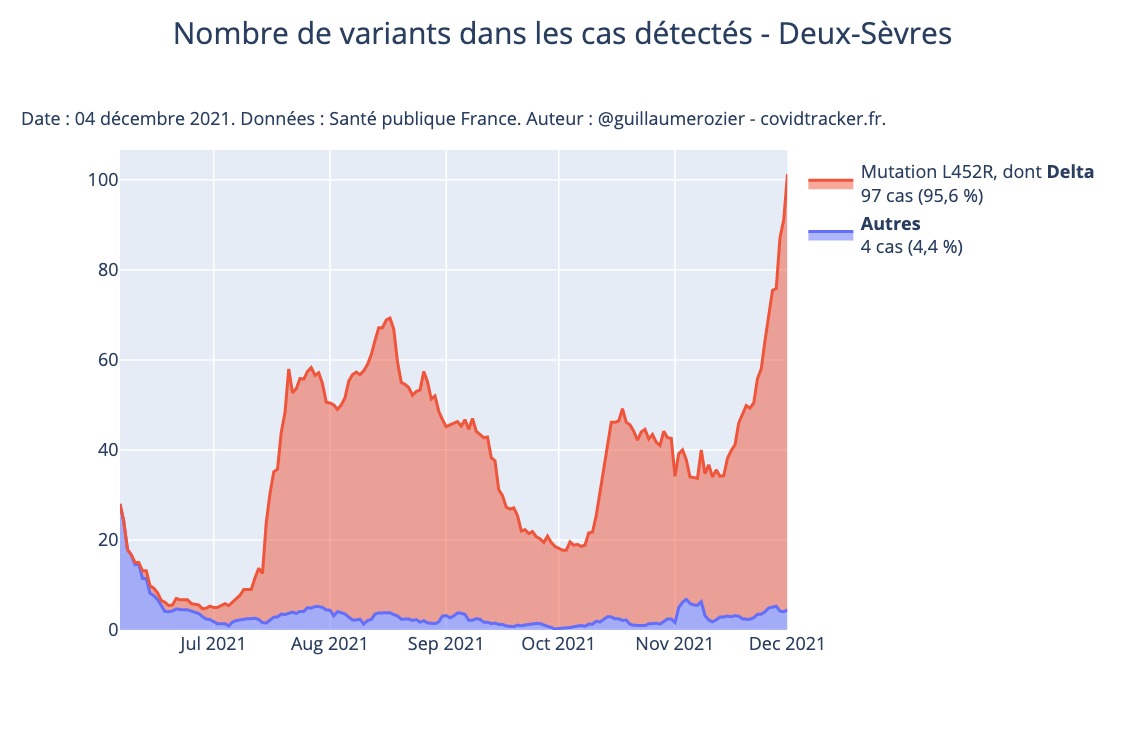 Nombre de variants dans les cas détectés - Deux-Sèvres
Date : 04 décembre 2021. Données : Santé publique France. Auteur : @guillaumerozier - covidtracker.fr.
100
80
60
40
20
0
Jul 2021
Aug 2021
Sep 2021
Oct 2021
Nov 2021
Dec 2021
Mutation L452R, dont Delta
97 cas (95,6 %)
Autres
4 cas (4,4 %)